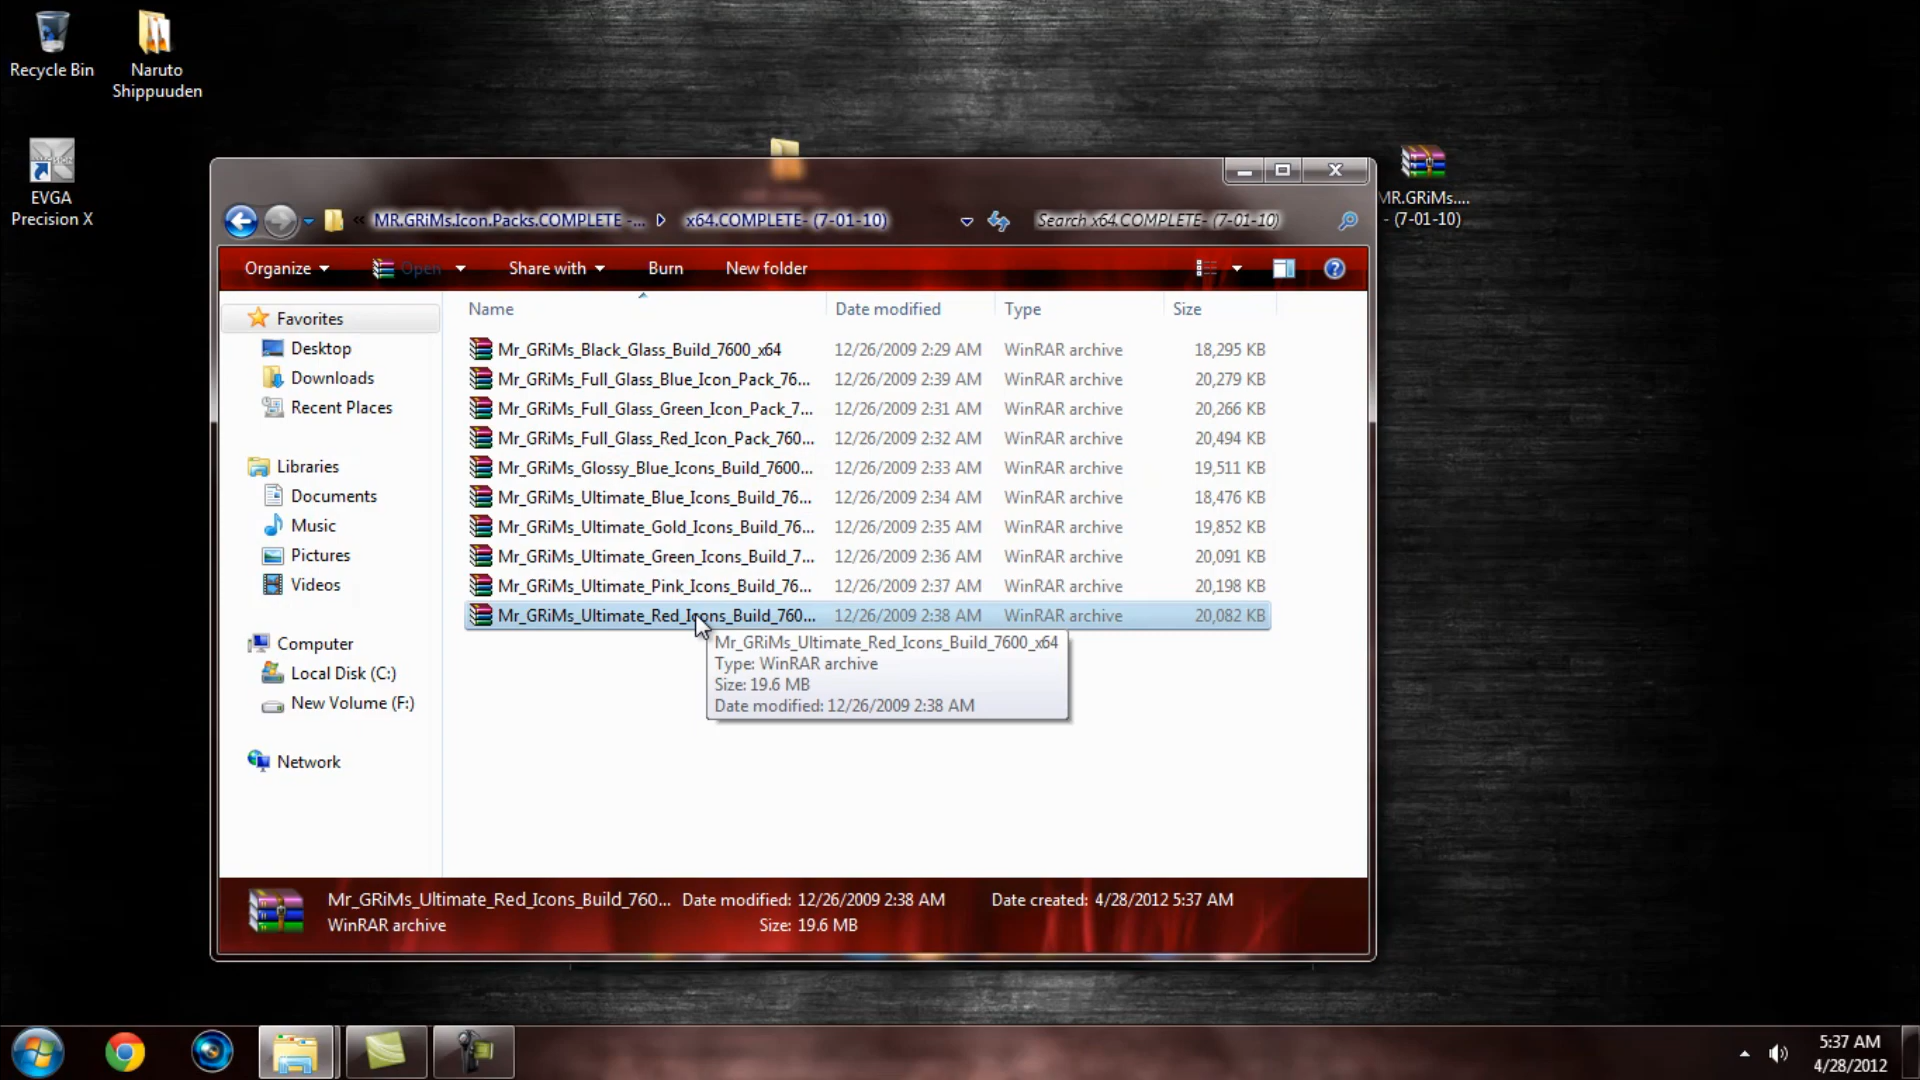 Recycle Bin
Naruto
Shippuuden
EVGA
Precision X
MR.GRiMs....
- (7-01-10)
« MR.GRiMs.Icon.Packs.COMPLETE -... x64.COMPLETE- (7-01-10)
Search x64.COMPLETE- (7-01-10)
Organize Open Share with Burn New folder
Name Date modified Type Size
Favorites
Desktop
Downloads
Recent Places
Libraries
Documents
Music
Pictures
Videos
Computer
Local Disk (C:)
New Volume (F:)
Network
Mr_GRiMs_Black_Glass_Build_7600_x64 12/26/2009 2:29 AM WinRAR archive 18,295 KB
Mr_GRiMs_Full_Glass_Blue_Icon_Pack_76... 12/26/2009 2:39 AM WinRAR archive 20,279 KB
Mr_GRiMs_Full_Glass_Green_Icon_Pack_7... 12/26/2009 2:31 AM WinRAR archive 20,266 KB
Mr_GRiMs_Full_Glass_Red_Icon_Pack_760... 12/26/2009 2:32 AM WinRAR archive 20,494 KB
Mr_GRiMs_Glossy_Blue_Icons_Build_7600... 12/26/2009 2:33 AM WinRAR archive 19,511 KB
Mr_GRiMs_Ultimate_Blue_Icons_Build_76... 12/26/2009 2:34 AM WinRAR archive 18,476 KB
Mr_GRiMs_Ultimate_Gold_Icons_Build_76... 12/26/2009 2:35 AM WinRAR archive 19,852 KB
Mr_GRiMs_Ultimate_Green_Icons_Build_7... 12/26/2009 2:36 AM WinRAR archive 20,091 KB
Mr_GRiMs_Ultimate_Pink_Icons_Build_76... 12/26/2009 2:37 AM WinRAR archive 20,198 KB
Mr_GRiMs_Ultimate_Red_Icons_Build_760... 12/26/2009 2:38 AM WinRAR archive 20,082 KB
Mr_GRiMs_Ultimate_Red_Icons_Build_7600_x64
Type: WinRAR archive
Size: 19.6 MB
Date modified: 12/26/2009 2:38 AM
Mr_GRiMs_Ultimate_Red_Icons_Build_760... Date modified: 12/26/2009 2:38 AM Date created: 4/28/2012 5:37 AM
WinRAR archive Size: 19.6 MB
5:37 AM
4/28/2012